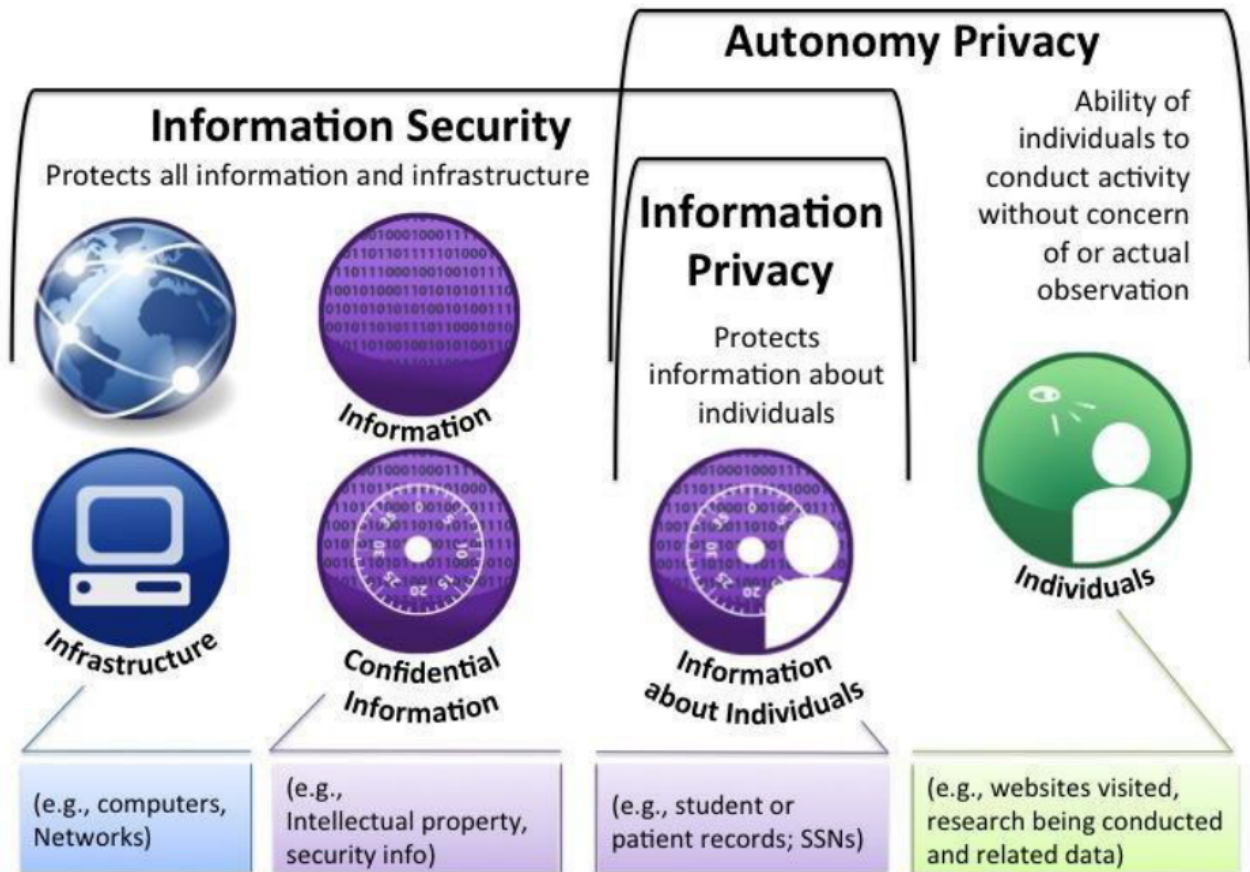 Autonomy Privacy
Ability of
individuals to
conduct activity
without concern
of or actual
observation
Information Security
Protects all information and infrastructure
Information
Privacy
Protects
information about
individuals
Information
Infrastructure
Confidential
Information
Information
about Individuals
Individuals
(e.g., computers,
Networks)
(e.g.,
Intellectual property,
security info)
(e.g., student or
patient records; SSNs)
(e.g., websites visited,
research being conducted
and related data)